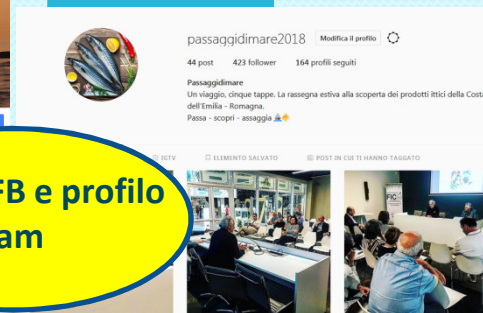 passaggidimare2018 Modifica il profilo
44 post 423 follower 164 profili seguiti
Passaggidimare
Un viaggio, cinque tappe. La rassegna estiva alla scoperta dei prodotti ittici della Costa
dell'Emilia - Romagna.
Passa - scopri - assaggia
IGTV ELEMENTO SALVATO POST IN CUI TI HANNO TAGGATO
FB e profilo
am
FIC